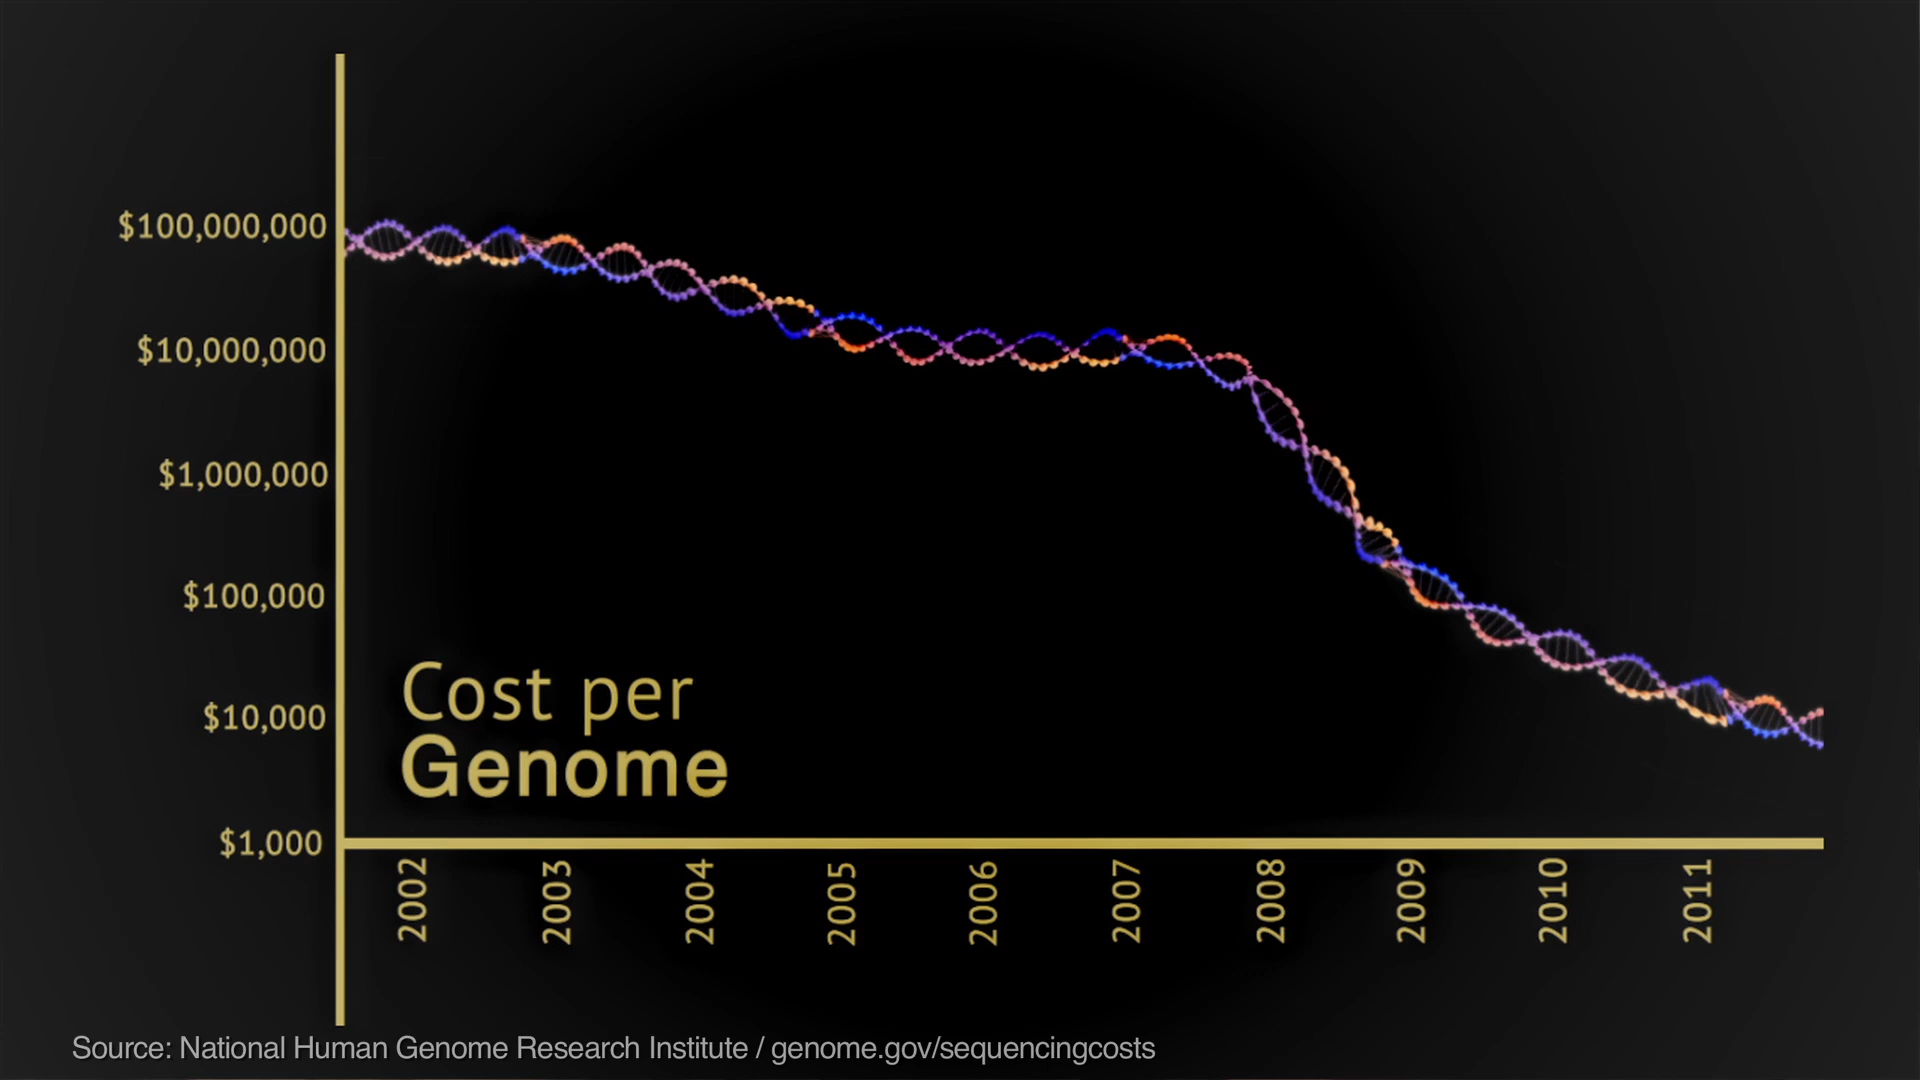 $100,000,000
$10,000,000
$1,000,000
$100,000
$10,000
$1,000
Cost per
Genome
2002 2003 2004 2005 2006 2007 2008 2009 2010 2011
Source: National Human Genome Research Institute / genome.gov/sequencingcosts